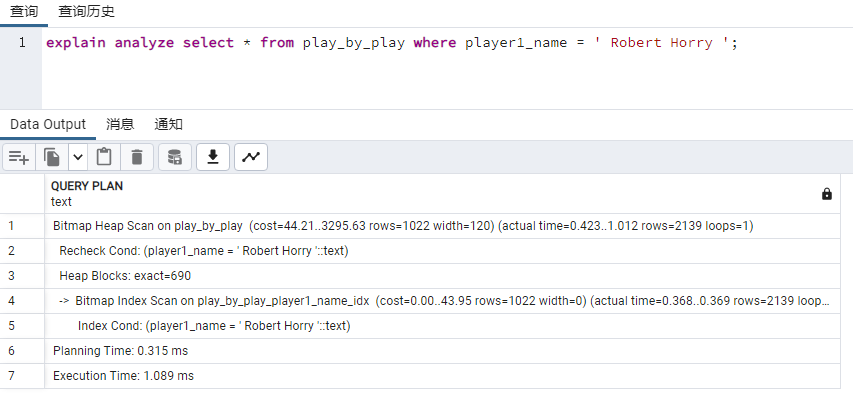 查询 查询历史
1 explain analyze select * from play_by_play where player1_name = ' Robert Horry ';
Data Output 消息 通知
QUERY PLAN
text
1 Bitmap Heap Scan on play_by_play (cost=44.21..3295.63 rows=1022 width=120) (actual time=0.423..1.012 rows=2139 loops=1)
2 Recheck Cond: (player1_name = ' Robert Horry '::text)
3 Heap Blocks: exact=690
4 -> Bitmap Index Scan on play_by_play_player1_name_idx (cost=0.00..43.95 rows=1022 width=0) (actual time=0.368..0.369 rows=2139 loop...
5 Index Cond: (player1_name = ' Robert Horry '::text)
6 Planning Time: 0.315 ms
7 Execution Time: 1.089 ms